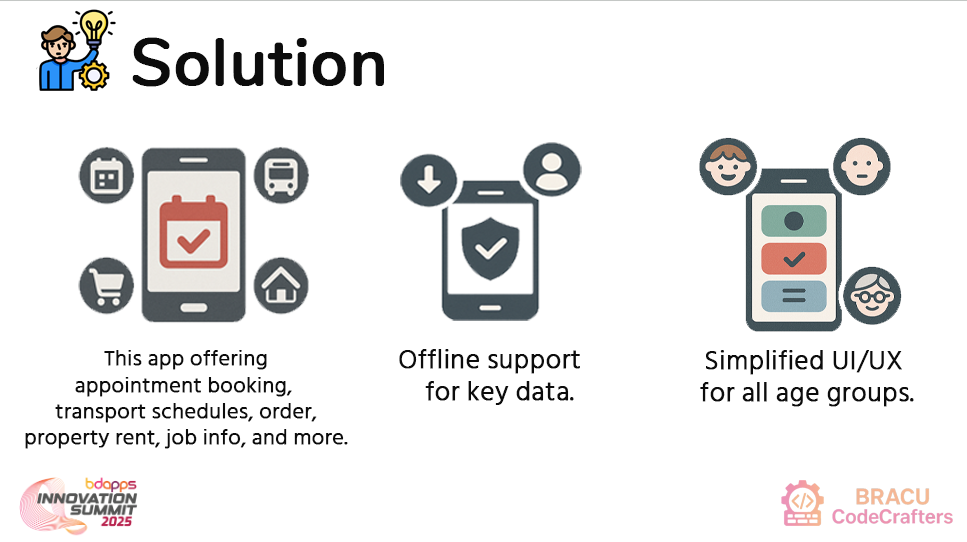 Solution
This app offering
appointment booking,
transport schedules, order,
property rent, job info, and more.
Offline support
for key data.
Simplified UI/UX
for all age groups.
bdapps
INNOVATION
SUMMIT
2025
BRACU
CodeCrafters